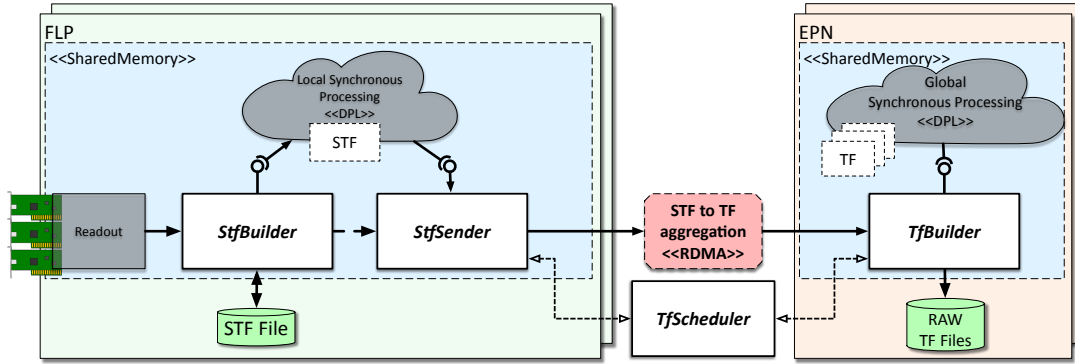 FLP
<<SharedMemory>>
Local Synchronous
Processing
<<DPL>>
STF
Readout
StfBuilder
StfSender
STF File
STF to TF
aggregation
<<RDMA>>
TfScheduler
EPN
<<SharedMemory>>
Global
Synchronous Processing
<<DPL>>
TF
TfBuilder
RAW
TF Files